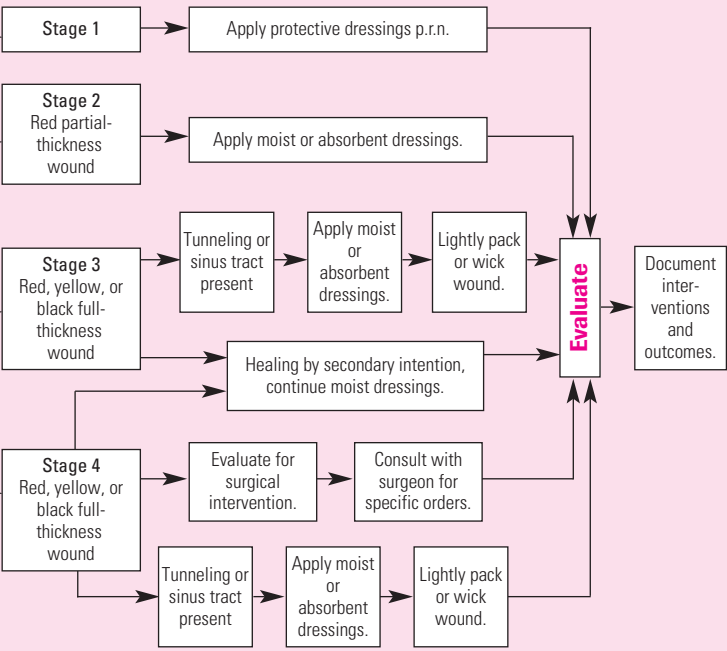 Stage 1
Apply protective dressings p.r.n.
Stage 2
Red partial-
thickness
wound
Apply moist or absorbent dressings.
Stage 3
Red, yellow, or
black full-
thickness
wound
Tunneling or
sinus tract
present
Apply moist
or
absorbent
dressings.
Lightly pack
or wick
wound.
Healing by secondary intention,
continue moist dressings.
Evaluate
Document
inter-
ventions
and
outcomes.
Stage 4
Red, yellow, or
black full-
thickness
wound
Evaluate for
surgical
intervention.
Consult with
surgeon for
specific orders.
Tunneling or
sinus tract
present
Apply moist
or
absorbent
dressings.
Lightly pack
or wick
wound.